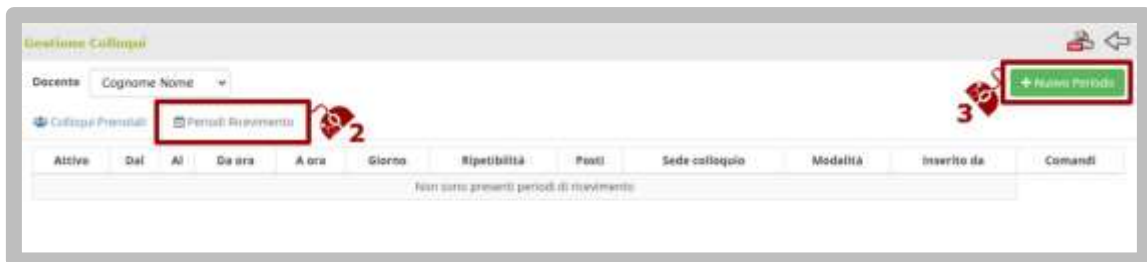 Gestione Colloqui
Docente Cognome Nome
+ Nuovo Periodo
3
Colloqui Prenotati Periodi Ricevimento
2
Attivo Dal Al Da ora A ora Giorno Ripetibilità Posti Sede colloquio Modalità Inserito da Comandi
Non sono presenti periodi di ricevimento